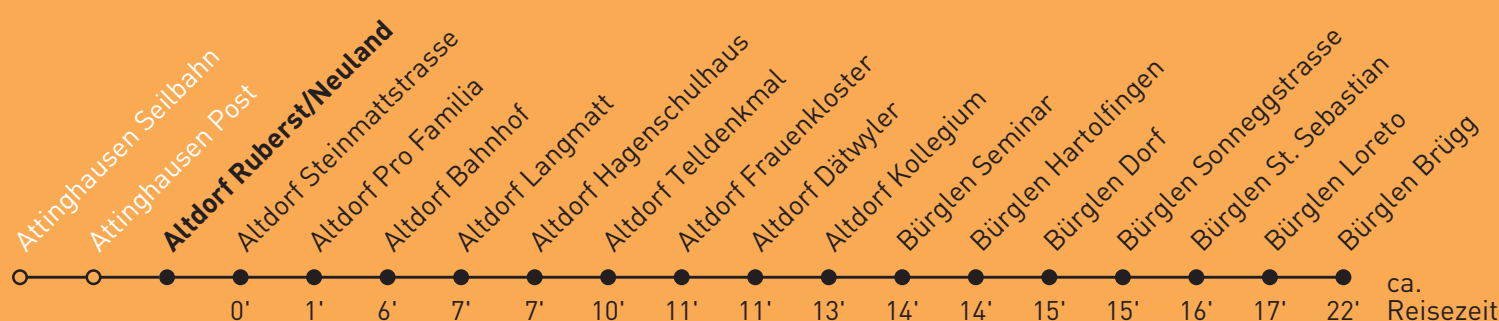 Attinghausen Seilbahn
Attinghausen Post
Altdorf Ruberst/Neuland
Altdorf Steinmattstrasse
Altdorf Pro Familia
Altdorf Bahnhof
Altdorf Langmatt
Altdorf Hagenschulhaus
Altdorf Telldenkmal
Altdorf Frauenkloster
Altdorf Dätwyler
Altdorf Kollegium
Bürglen Seminar
Bürglen Hartolfingen
Bürglen Dorf
Bürglen Sonneggstrasse
Bürglen St. Sebastian
Bürglen Loreto
Bürglen Brügg
0' 1' 6' 7' 7' 10' 11' 11' 13' 14' 14' 15' 15' 16' 17' 22'
ca.
Reisezeit